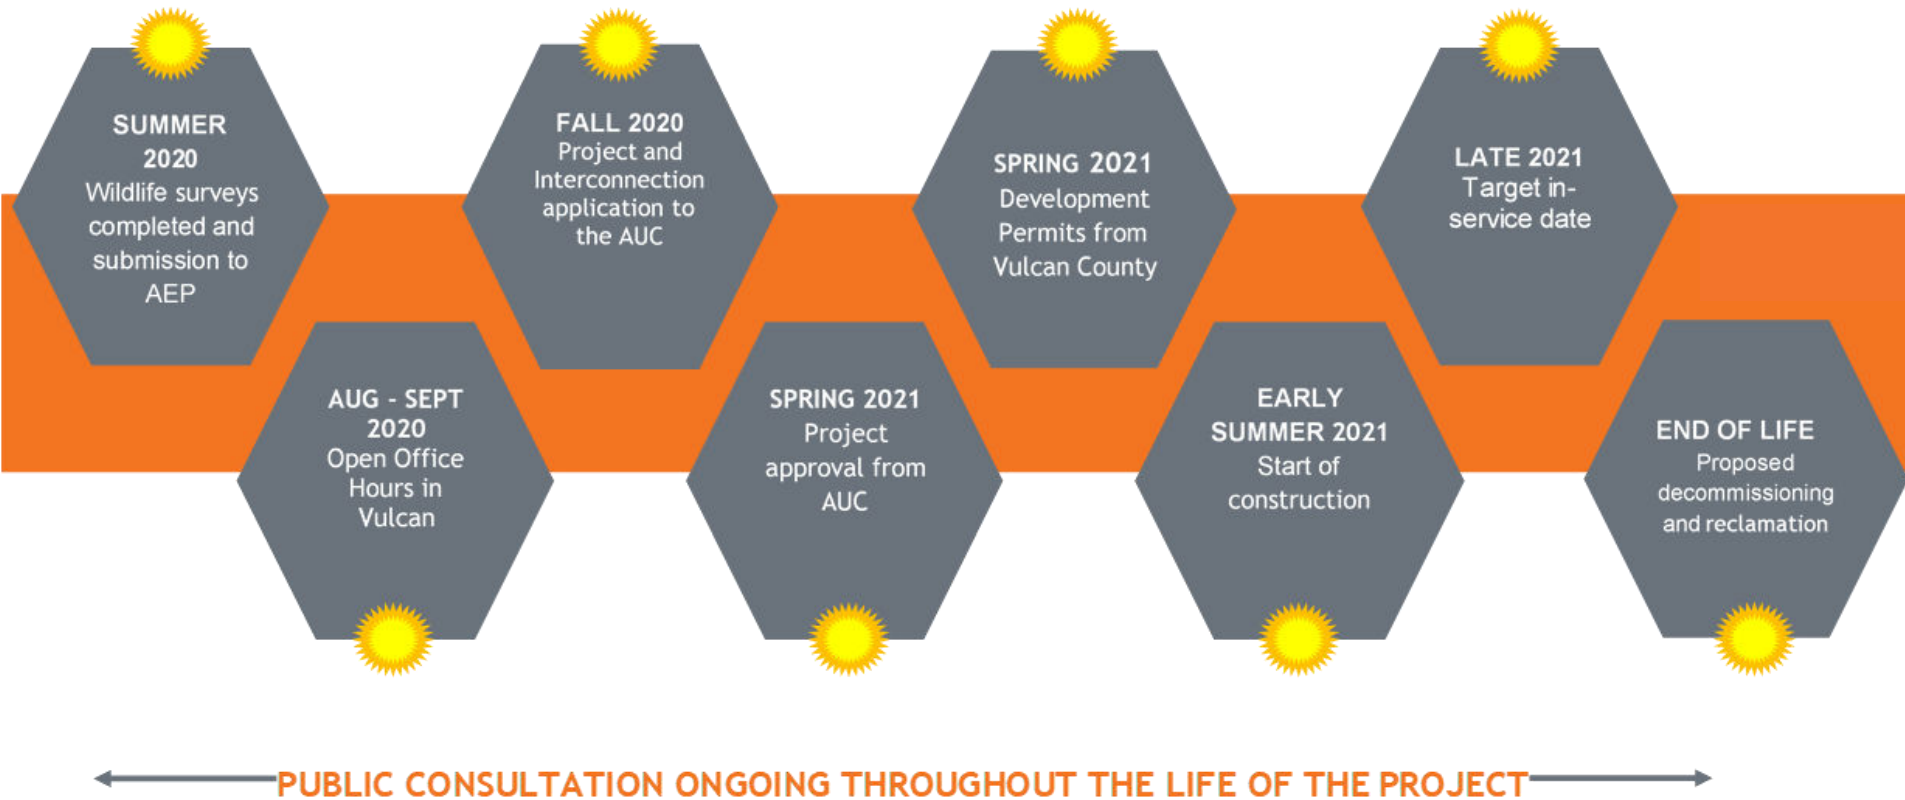 SUMMER
2020
Wildlife surveys
completed and
submission to
AEP
AUG - SEPT
2020
Open Office
Hours in
Vulcan
FALL 2020
Project and
Interconnection
application to
the AUC
SPRING 2021
Project
approval from
AUC
SPRING 2021
Development
Permits from
Vulcan County
EARLY
SUMMER 2021
Start of
construction
LATE 2021
Target in-
service date
END OF LIFE
Proposed
decommissioning
and reclamation
PUBLIC CONSULTATION ONGOING THROUGHOUT THE LIFE OF THE PROJECT